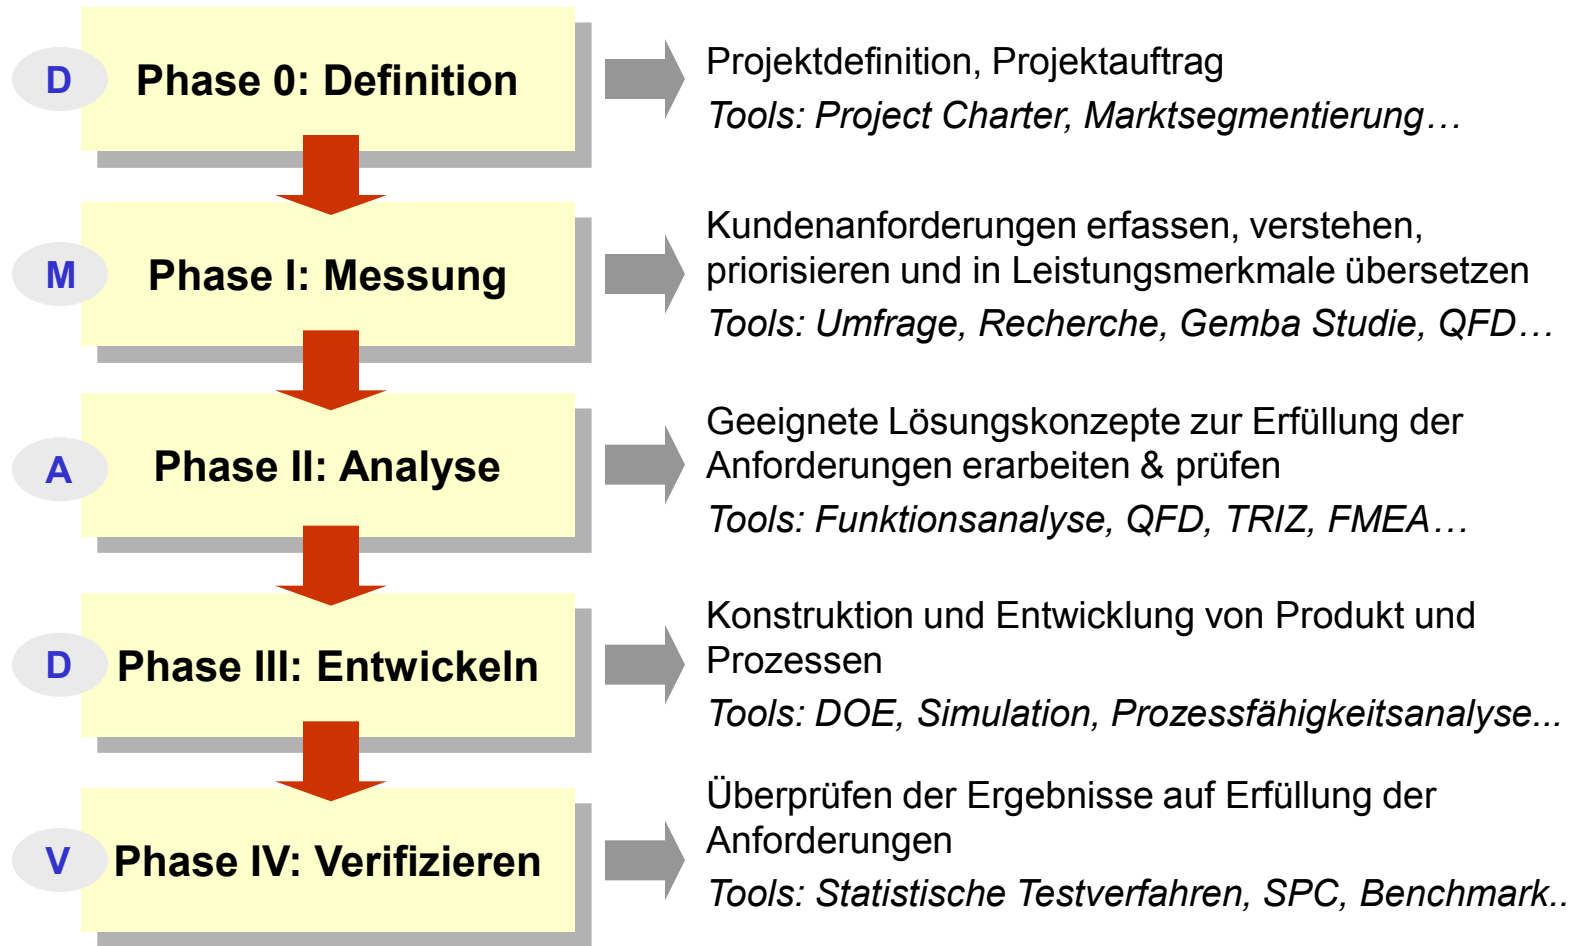 D
Phase 0: Definition
Projektdefinition, Projektauftrag
Tools: Project Charter, Marktsegmentierung…
M
Phase I: Messung
Kundenanforderungen erfassen, verstehen,
priorisieren und in Leistungsmerkmale übersetzen
Tools: Umfrage, Recherche, Gemba Studie, QFD…
A
Phase II: Analyse
Geeignete Lösungskonzepte zur Erfüllung der
Anforderungen erarbeiten & prüfen
Tools: Funktionsanalyse, QFD, TRIZ, FMEA…
D
Phase III: Entwickeln
Konstruktion und Entwicklung von Produkt und
Prozessen
Tools: DOE, Simulation, Prozessfähigkeitsanalyse...
V
Phase IV: Verifizieren
Überprüfen der Ergebnisse auf Erfüllung der
Anforderungen
Tools: Statistische Testverfahren, SPC, Benchmark..